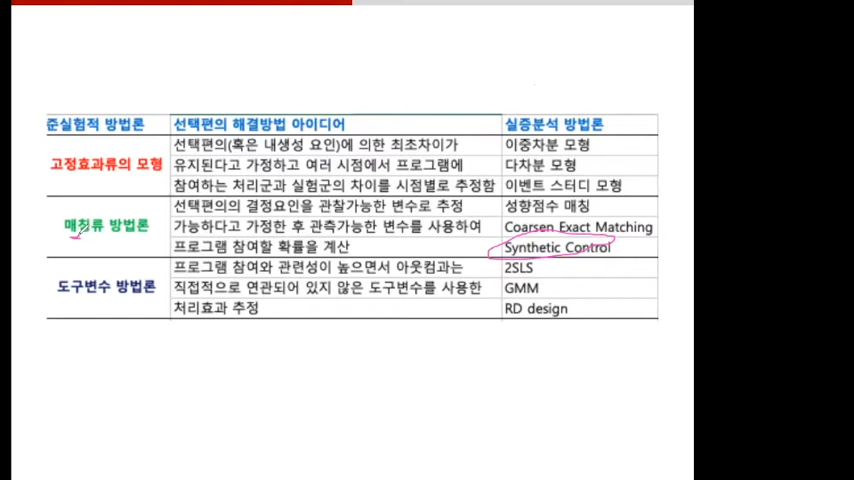 준실험적 방법론 선택편의 해결방법 아이디어 실증분석 방법론
선택편의(혹은 내생성 요인)에 의한 최초차이가 이중차분 모형
고정효과류의 모형 유지된다고 가정하고 여러 시점에서 프로그램에 다차분 모형
참여하는 처리군과 실험군의 차이를 시점별로 추정함 이벤트 스터디 모형
선택편의의 결정요인을 관찰가능한 변수로 추정 성향점수 매칭
매칭류 방법론 가능하다고 가정한 후 관측가능한 변수를 사용하여 Coarsen Exact Matching
프로그램 참여할 확률을 계산 Synthetic Control
프로그램 참여와 관련성이 높으면서 아웃컴과는 2SLS
도구변수 방법론 직접적으로 연관되어 있지 않은 도구변수를 사용한 GMM
처리효과 추정 RD design